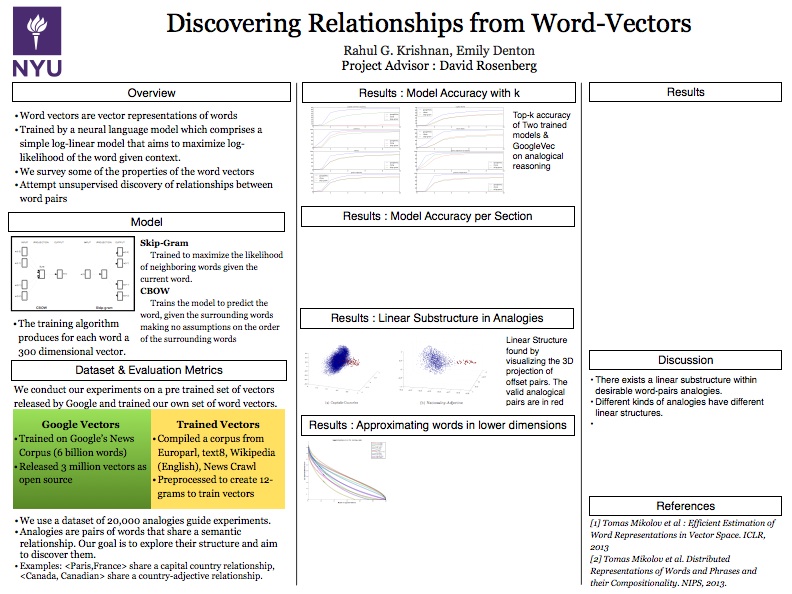 Discovering Relationships from Word-Vectors
Rahul G. Krishnan, Emily Denton
Project Advisor : David Rosenberg
NYU
Overview
• Word vectors are vector representations of words
• Trained by a neural language model which comprises a
simple log-linear model that aims to maximize log-
likelihood of the word given context.
• We survey some of the properties of the word vectors
• Attempt unsupervised discovery of relationships between
word pairs
Model
CBOW
Skip-gram
Skip-Gram
Trained to maximize the likelihood
of neighboring words given the
current word.
CBOW
Trains the model to predict the
word, given the surrounding words
making no assumptions on the order
of the surrounding words
• The training algorithm
produces for each word a
300 dimensional vector.
Dataset & Evaluation Metrics
We conduct our experiments on a pre trained set of vectors
released by Google and trained our own set of word vectors.
Google Vectors
• Trained on Google's News
Corpus (6 billion words)
• Released 3 million vectors as
open source
Trained Vectors
• Compiled a corpus from
Europarl, text8, Wikipedia
(English), News Crawl
• Preprocessed to create 12-
grams to train vectors
• We use a dataset of 20,000 analogies guide experiments.
• Analogies are pairs of words that share a semantic
relationship. Our goal is to explore their structure and aim
to discover them.
• Examples: <Paris,France> share a capital country relationship,
<Canada, Canadian> share a country-adjective relationship.
Results : Model Accuracy with k
Top-k accuracy
of Two trained
models &
GoogleVec
on analogical
reasoning
Results : Model Accuracy per Section
Results : Linear Substructure in Analogies
Linear Structure
found by
visualizing the 3D
projection of
offset pairs. The
valid analogical
pairs are in red
Results : Approximating words in lower dimensions
Results
Discussion
• There exists a linear substructure within
desirable word-pairs analogies.
• Different kinds of analogies have different
linear structures.
•
References
[1] Tomas Mikolov et al : Efficient Estimation of
Word Representations in Vector Space. ICLR,
2013
[2] Tomas Mikolov et al. Distributed
Representations of Words and Phrases and
their Compositionality. NIPS, 2013.